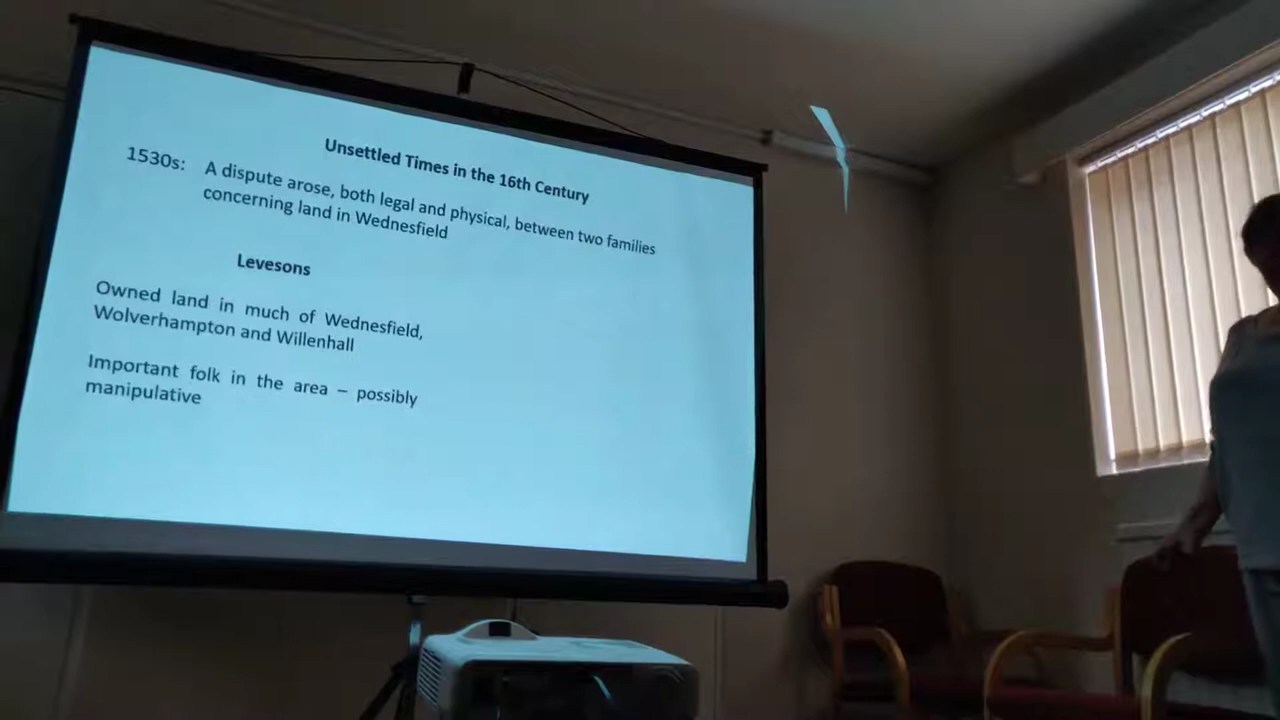 Unsettled Times in the 16th Century
1530s: A dispute arose, both legal and physical, between two families
concerning land in Wednesfield
Levesons
Owned land in much of Wednesfield,
Wolverhampton and Willenhall
Important folk in the area – possibly
manipulative